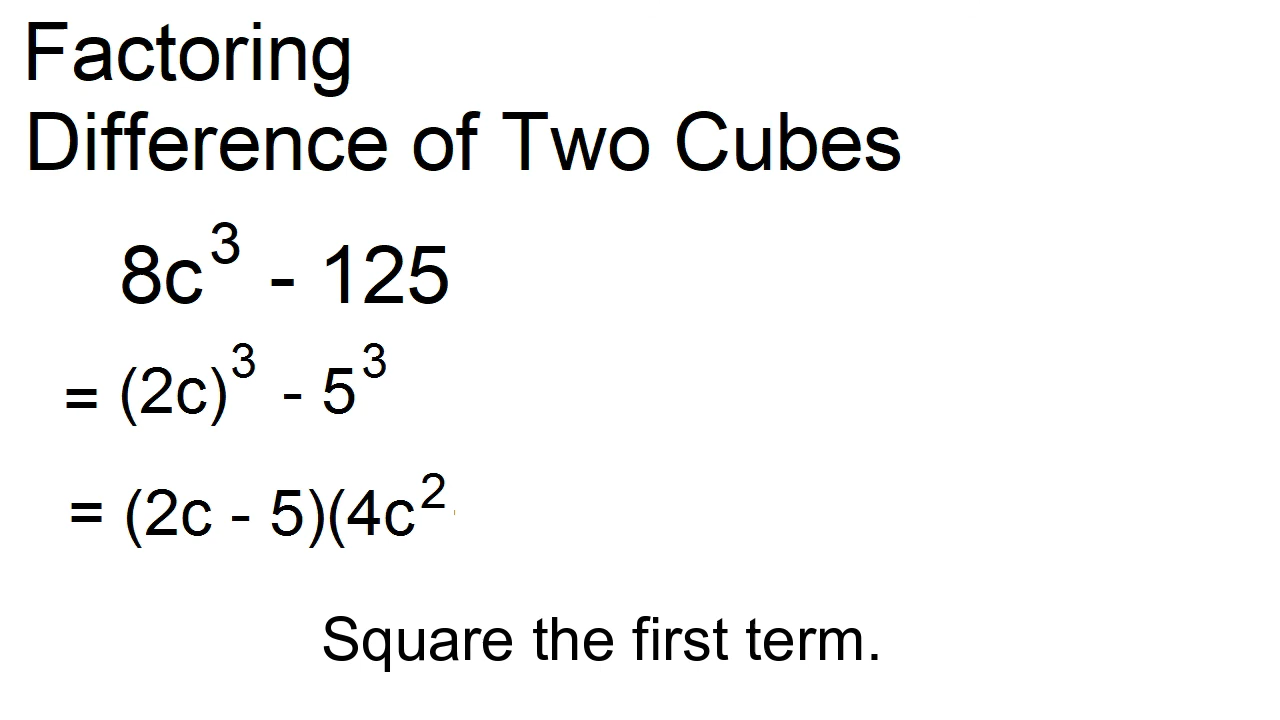 Factoring
Difference of Two Cubes
8c³ - 125
= (2c)³ - 5³
= (2c - 5)(4c²
Square the first term.